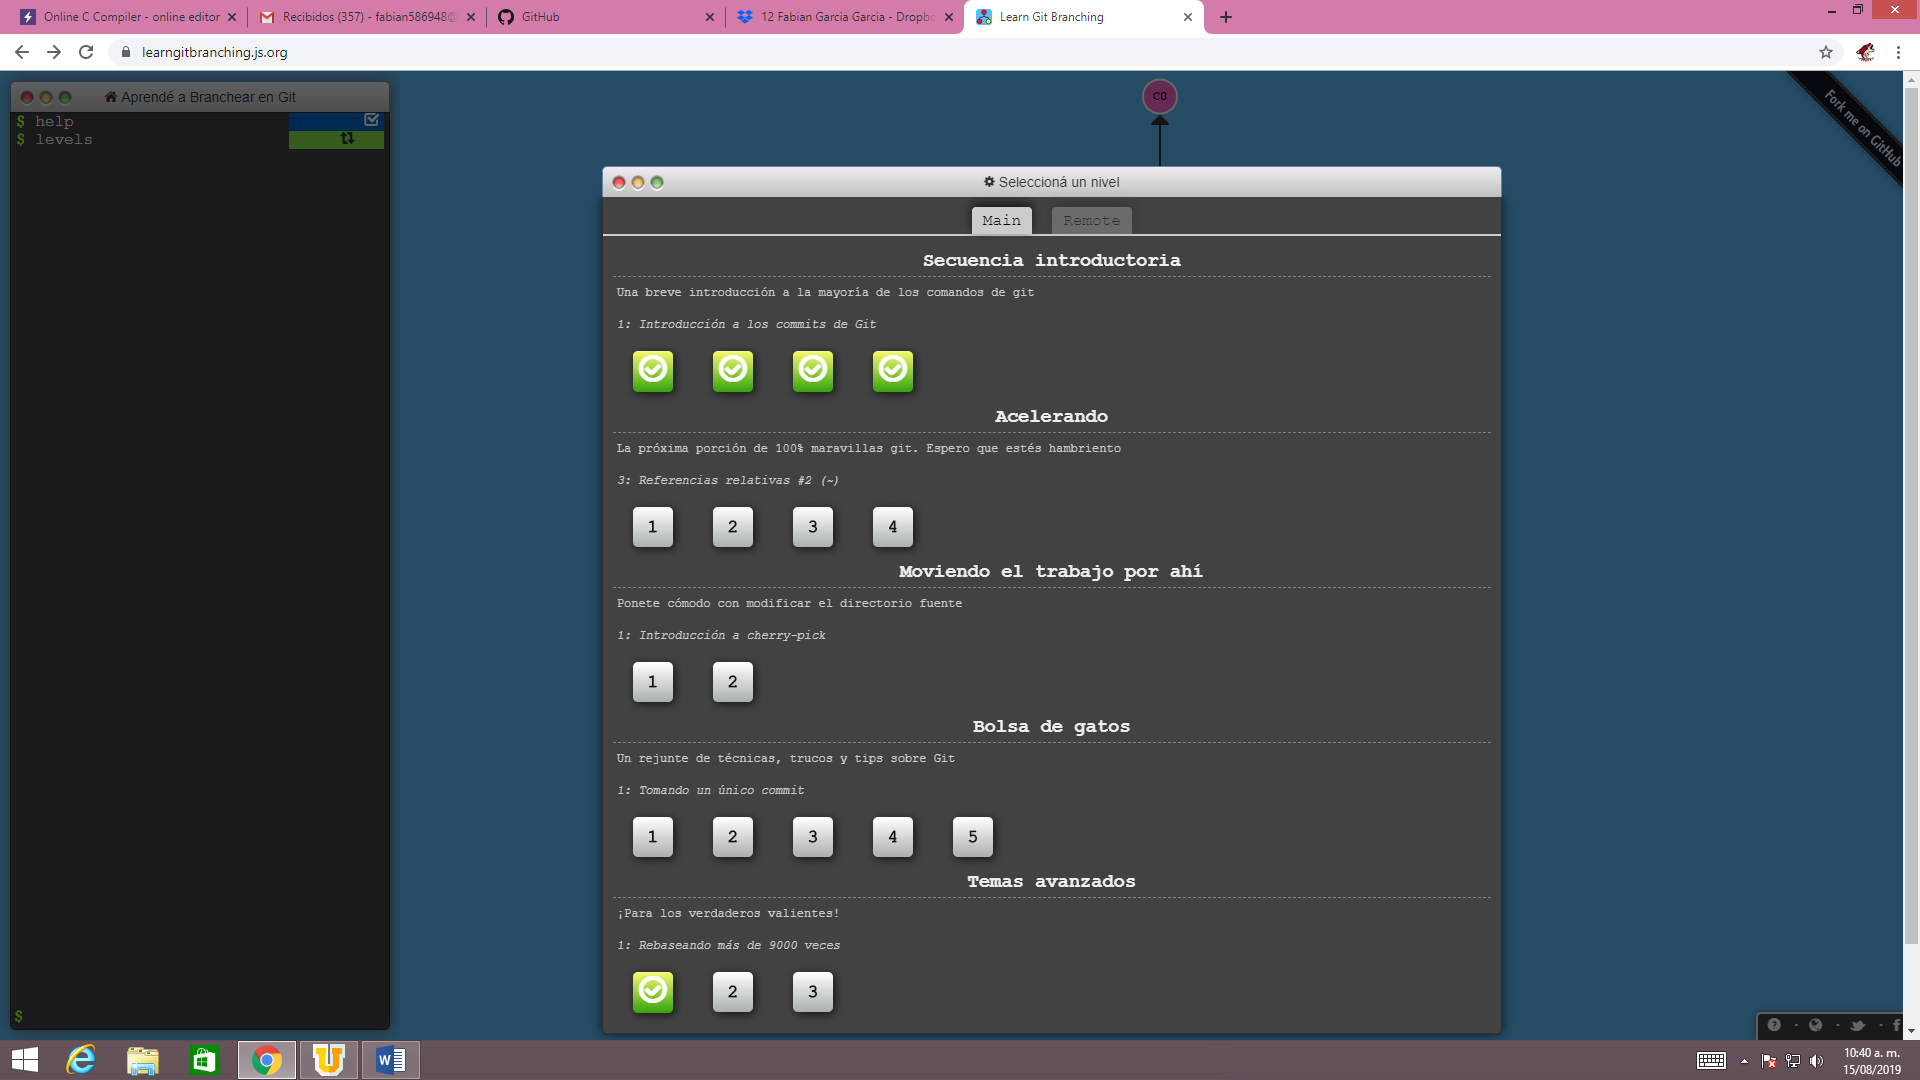 Online C Compiler - online editor
Recibidos (357) - fabian586948@
GitHub
12 Fabian Garcia Garcia - Dropbo
Learn Git Branching
learngitbranching.js.org
Aprendé a Branchear en Git
$ help
$ levels
$
C0
Fork me on GitHub
Seleccioná un nivel
Main Remote
Secuencia introductoria
Una breve introducción a la mayoría de los comandos de git
1: Introducción a los commits de Git
Acelerando
La próxima porción de 100% maravillas git. Espero que estés hambriento
3: Referencias relativas #2 (~)
1 2 3 4
Moviendo el trabajo por ahí
Ponete cómodo con modificar el directorio fuente
1: Introducción a cherry-pick
1 2
Bolsa de gatos
Un rejunte de técnicas, trucos y tips sobre Git
1: Tomando un único commit
1 2 3 4 5
Temas avanzados
¡Para los verdaderos valientes!
1: Rebaseando más de 9000 veces
2 3
10:40 a. m.
15/08/2019